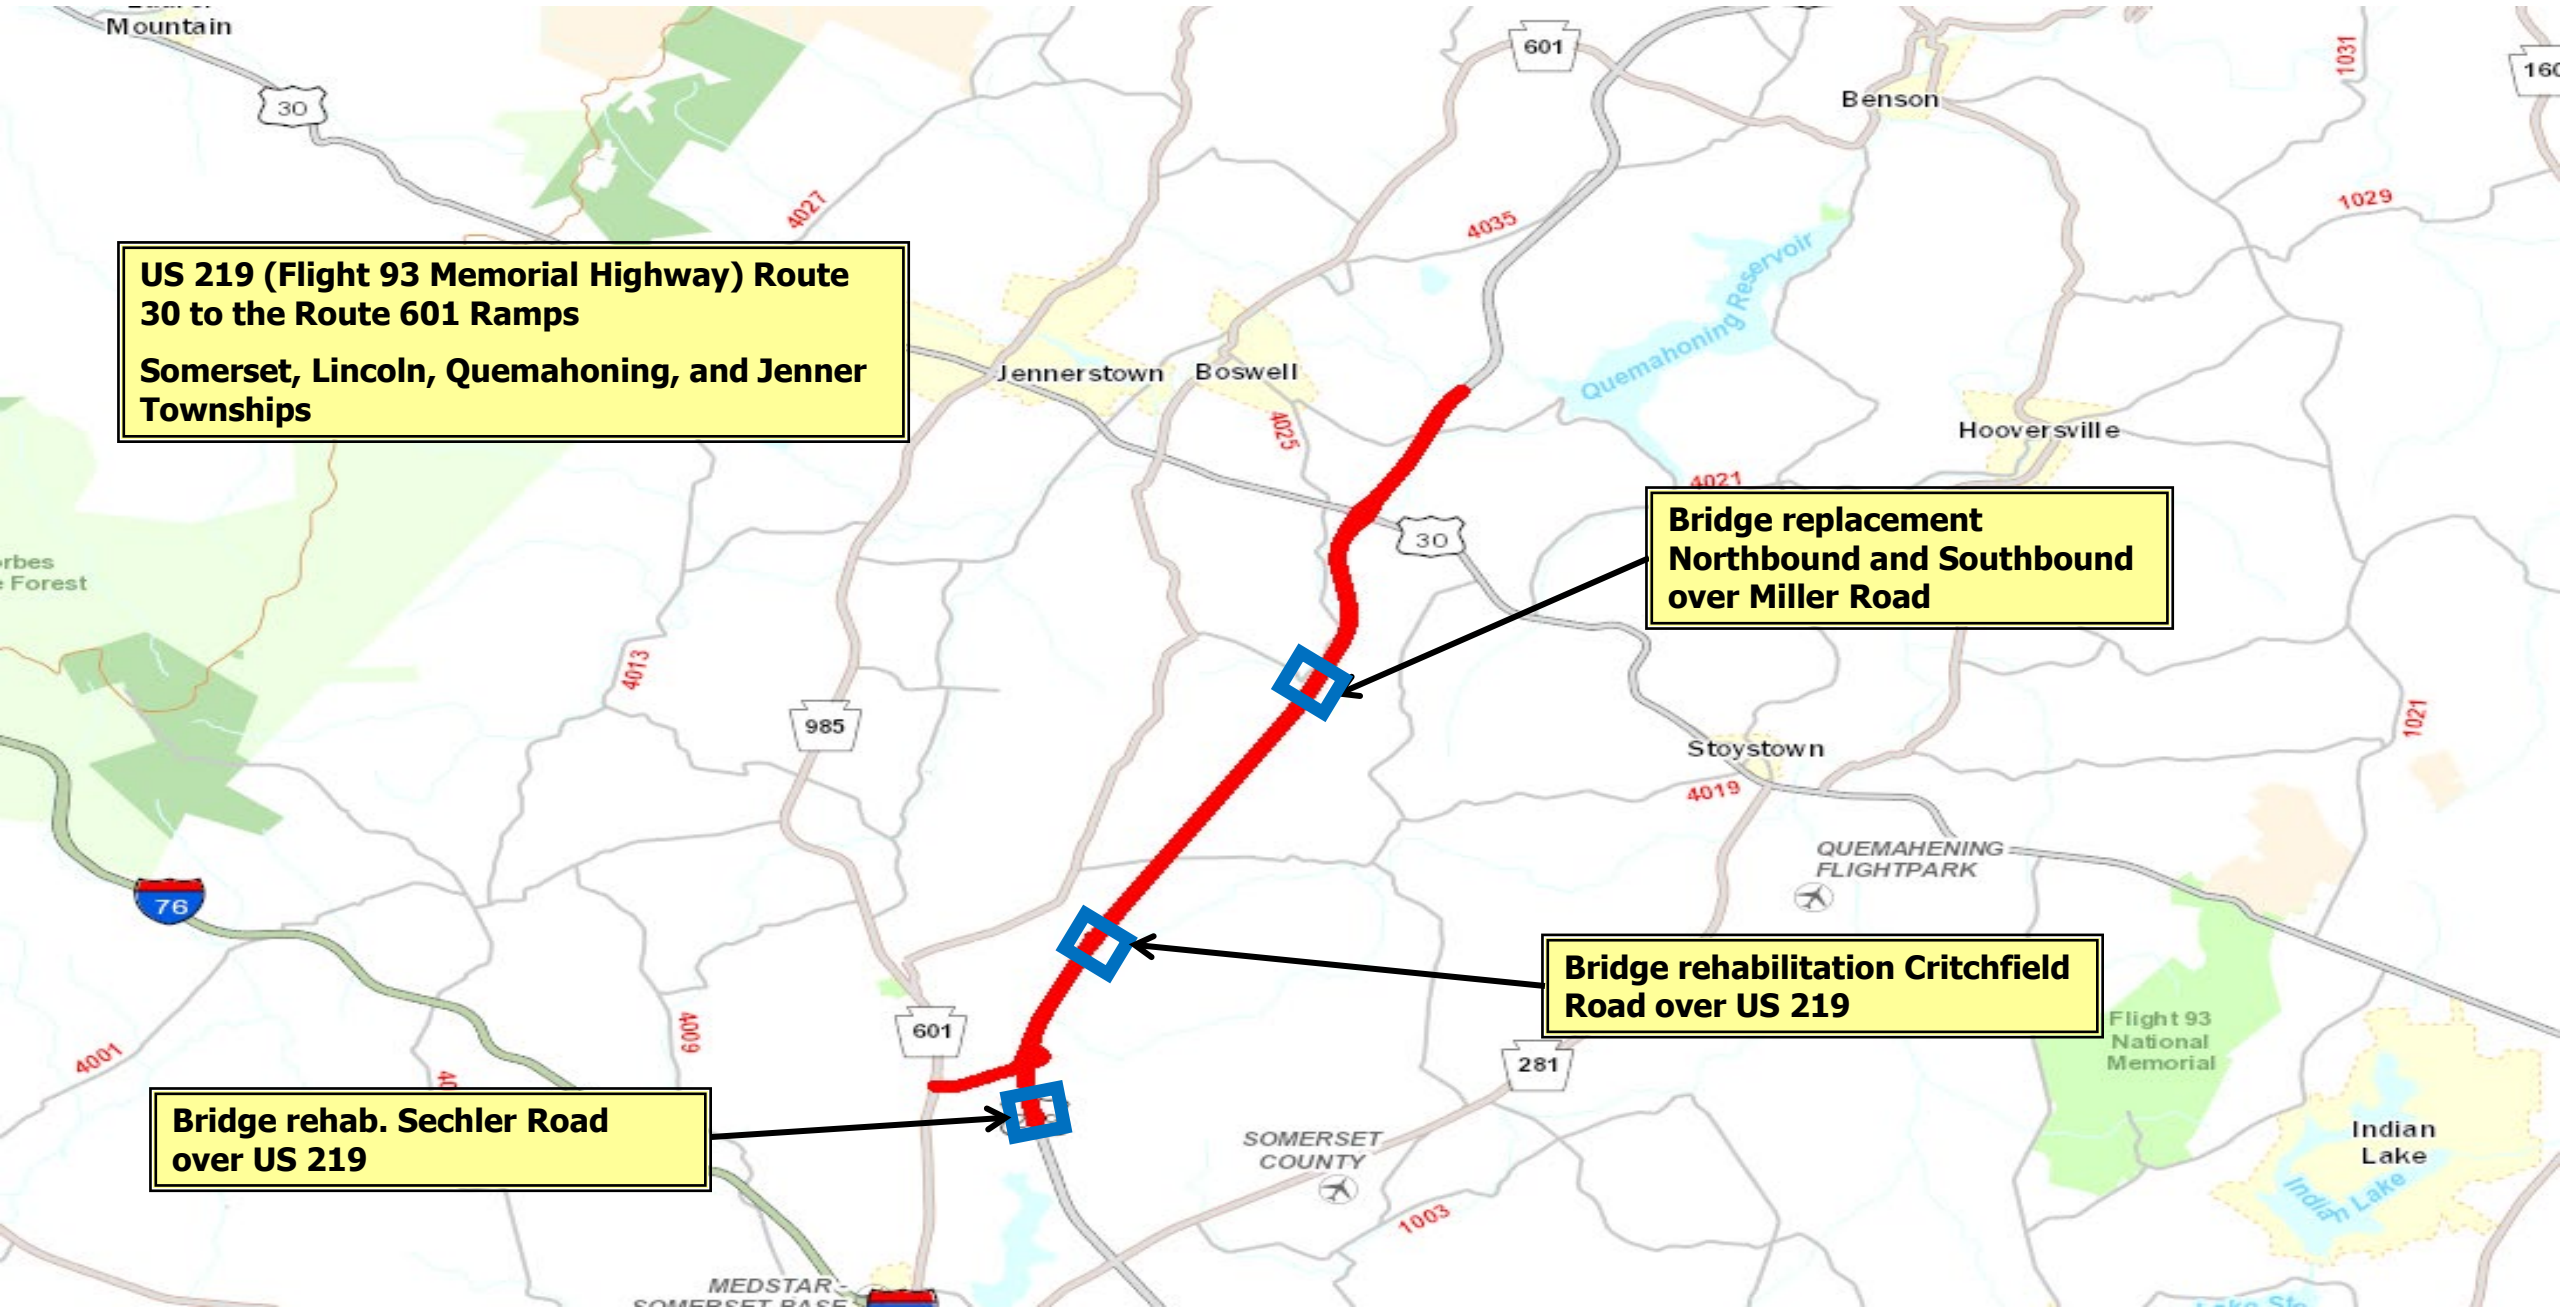 Mountain
30
601
Benson
1031
160
4027
4035
1029
Quemahoning Reservoir
US 219 (Flight 93 Memorial Highway) Route
30 to the Route 601 Ramps
Somerset, Lincoln, Quemahoning, and Jenner
Townships
Jennerstown
Boswell
4025
Hooversville
4021
30
Bridge replacement
Northbound and Southbound
over Miller Road
Forest
4013
985
1021
Stoystown
4019
QUEMAHENING
FLIGHTPARK
76
Bridge rehabilitation Critchfield
Road over US 219
601
4009
4001
281
Flight 93
National
Memorial
Bridge rehab. Sechler Road
over US 219
SOMERSET
COUNTY
1003
Indian
Lake
Indian Lake
MEDSTAR -
SOMERSET BASE